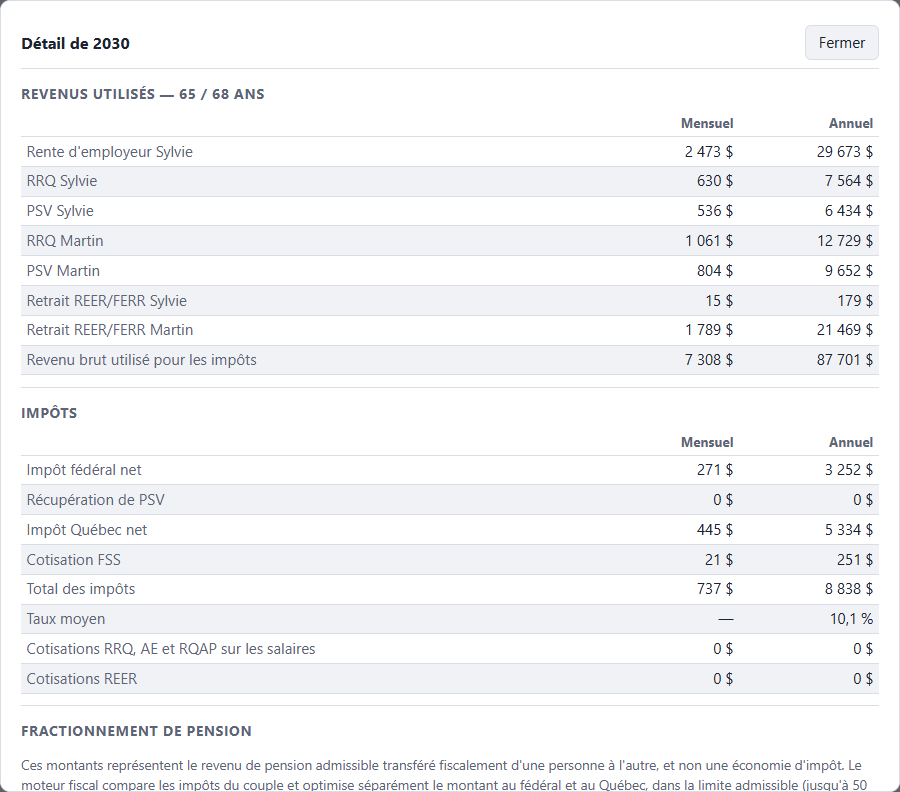 Détail de 2030
Fermer
REVENUS UTILISÉS — 65 / 68 ANS
Mensuel Annuel
Rente d'employeur Sylvie 2 473 $ 29 673 $
RRQ Sylvie 630 $ 7 564 $
PSV Sylvie 536 $ 6 434 $
RRQ Martin 1 061 $ 12 729 $
PSV Martin 804 $ 9 652 $
Retrait REER/FERR Sylvie 15 $ 179 $
Retrait REER/FERR Martin 1 789 $ 21 469 $
Revenu brut utilisé pour les impôts 7 308 $ 87 701 $
IMPÔTS
Mensuel Annuel
Impôt fédéral net 271 $ 3 252 $
Récupération de PSV 0 $ 0 $
Impôt Québec net 445 $ 5 334 $
Cotisation FSS 21 $ 251 $
Total des impôts 737 $ 8 838 $
Taux moyen — 10,1 %
Cotisations RRQ, AE et RQAP sur les salaires 0 $ 0 $
Cotisations REER 0 $ 0 $
FRACTIONNEMENT DE PENSION
Ces montants représentent le revenu de pension admissible transféré fiscalement d'une personne à l'autre, et non une économie d'impôt. Le
moteur fiscal compare les impôts du couple et optimise séparément le montant au fédéral et au Québec, dans la limite admissible (jusqu'à 50